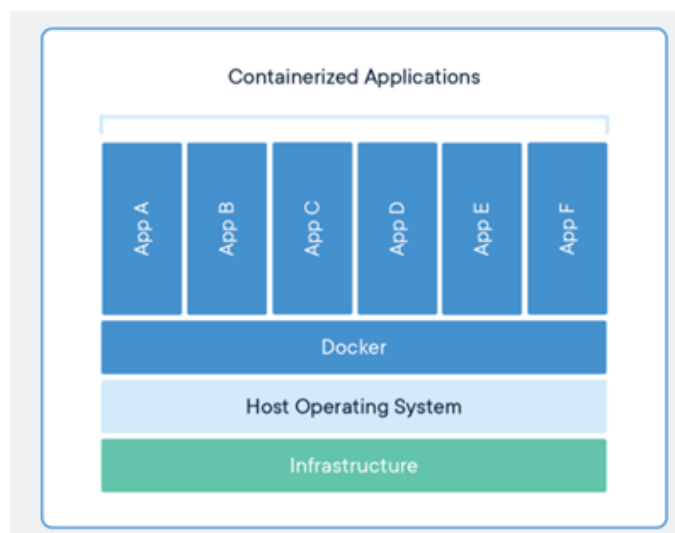 Containerized Applications
App A
App B
App C
App D
App E
App F
Docker
Host Operating System
Infrastructure